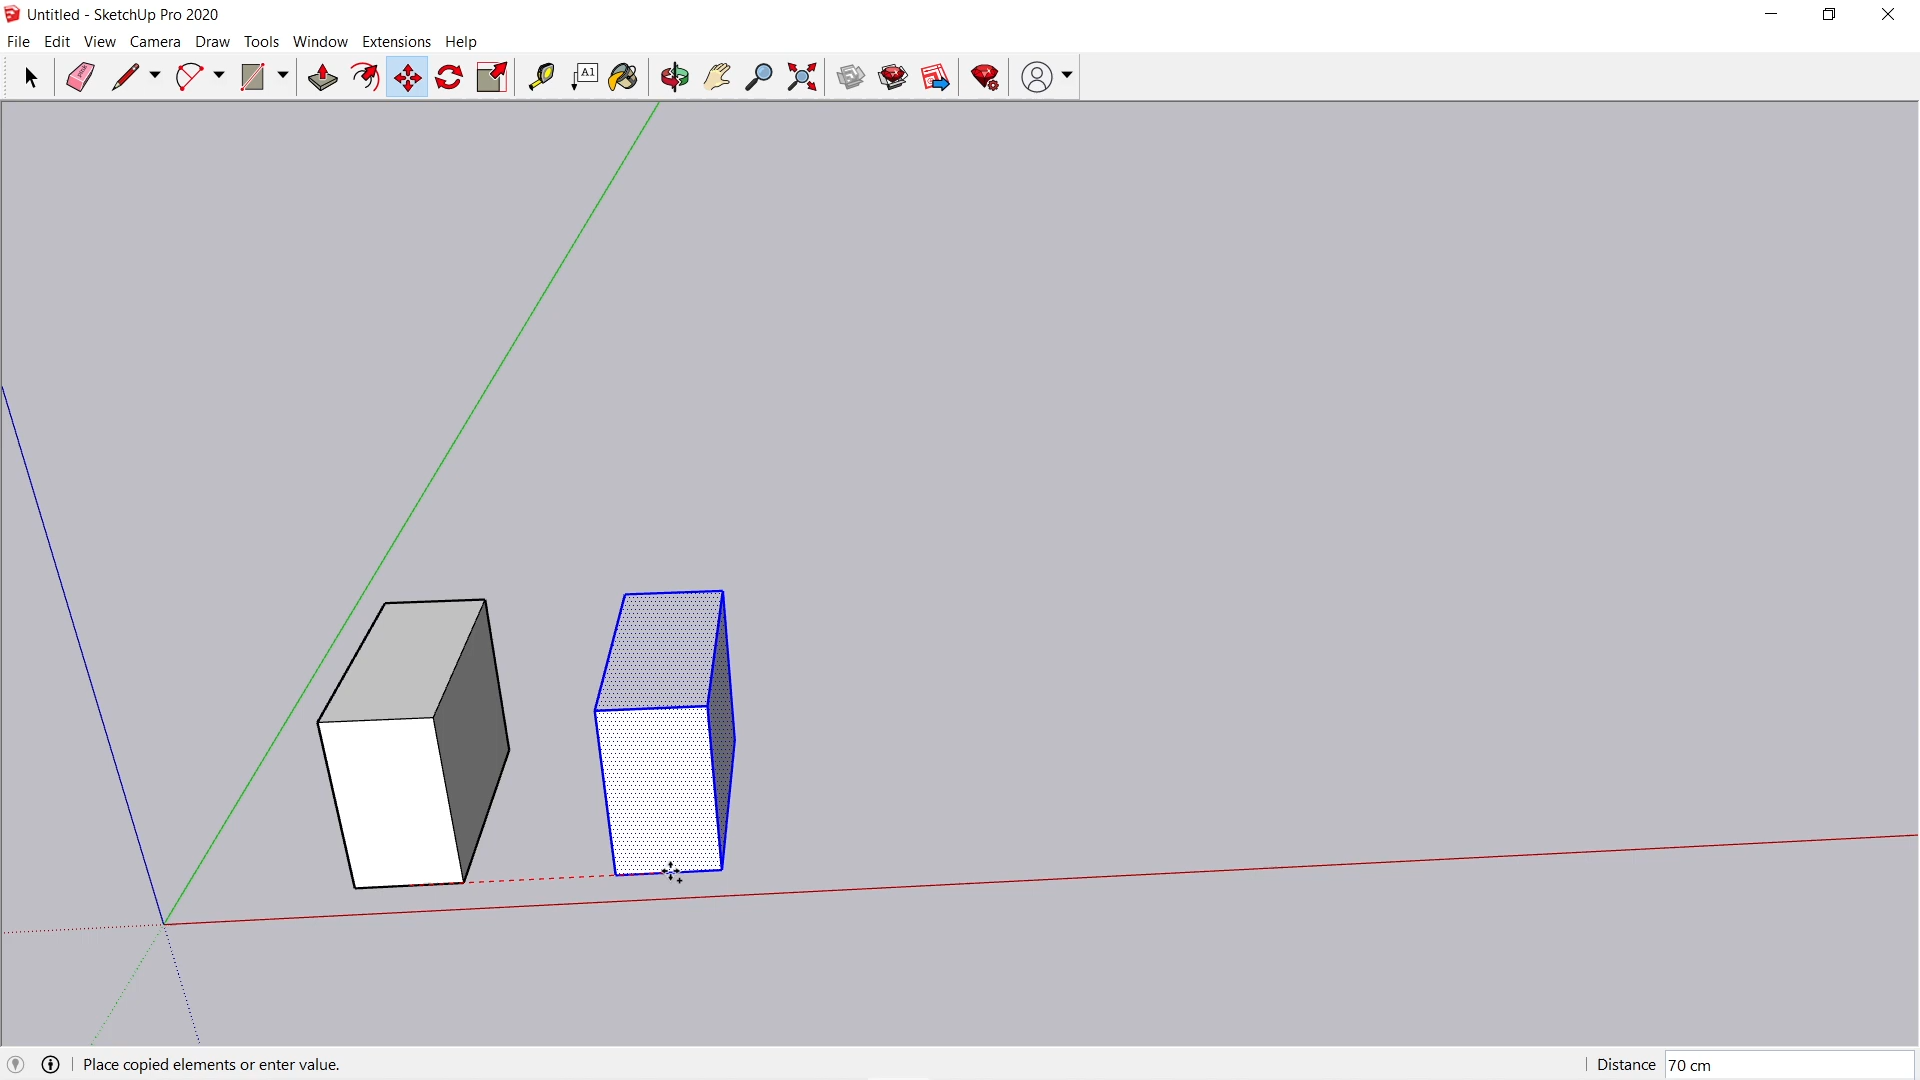 Untitled - SketchUp Pro 2020
File Edit View Camera Draw Tools Window Extensions Help
A1
Place copied elements or enter value.
Distance 70 cm